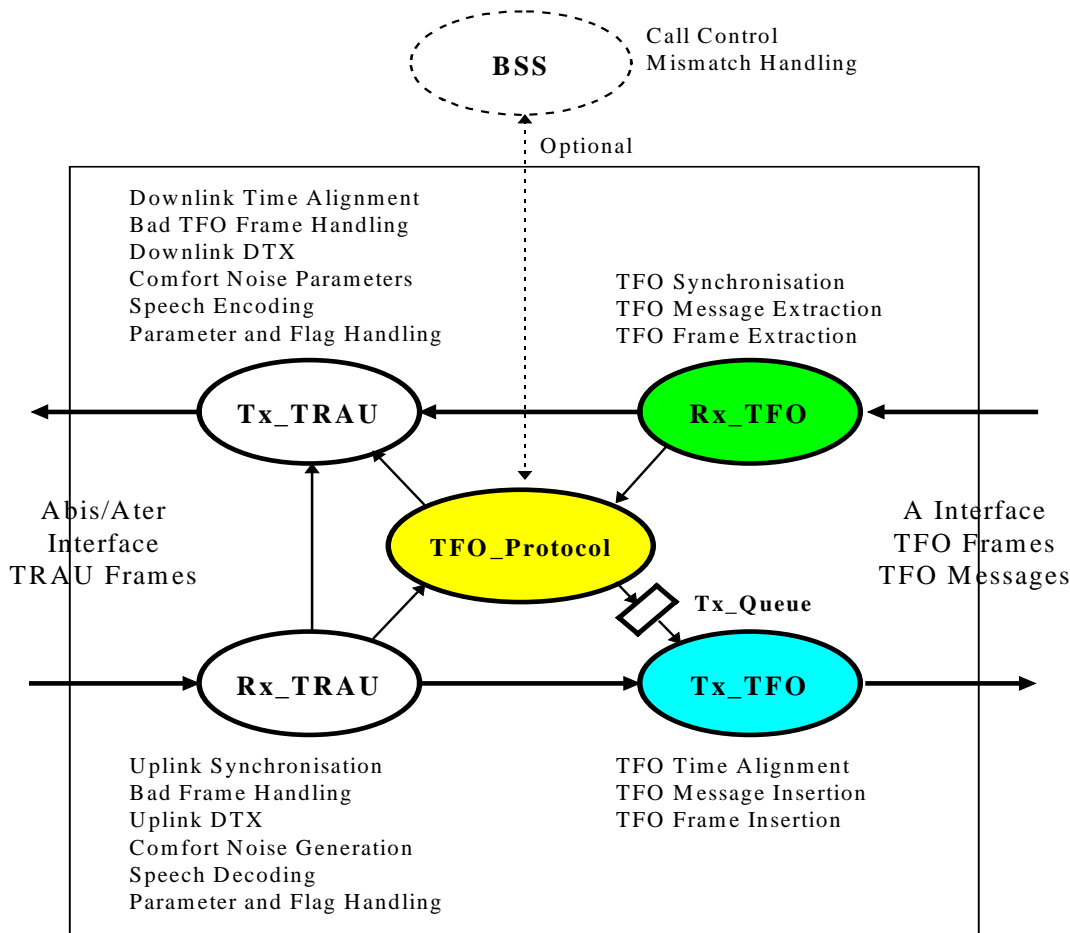 Call Control
Mismatch Handling
BSS
Optional
Downlink Time Alignment
Bad TFO Frame Handling
Downlink DTX
Comfort Noise Parameters
Speech Encoding
Parameter and Flag Handling
TFO Synchronisation
TFO Message Extraction
TFO Frame Extraction
Tx_TRAU
Rx_TFO
Abis/Ater
Interface
TRAU Frames
TFO_Protocol
A Interface
TFO Frames
TFO Messages
Tx_Queue
Rx_TRAU
Tx_TFO
Uplink Synchronisation
Bad Frame Handling
Uplink DTX
Comfort Noise Generation
Speech Decoding
Parameter and Flag Handling
TFO Time Alignment
TFO Message Insertion
TFO Frame Insertion